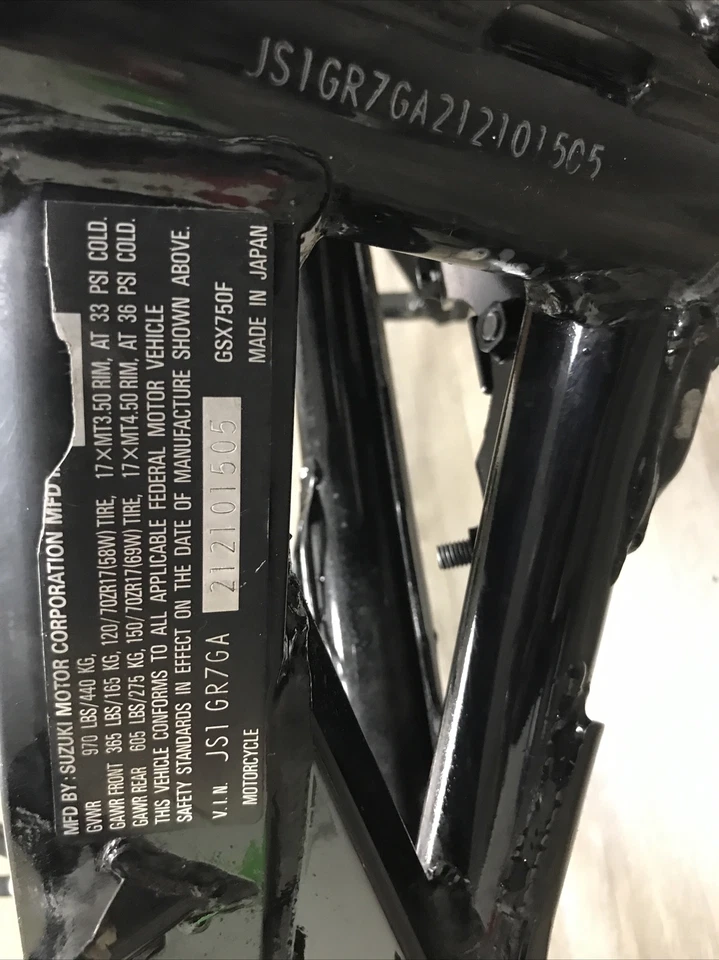 JS1GR7GA212101505
MFD BY: SUZUKI MOTOR CORPORATION MFD
GVWR 970 LBS/440 KG,
GAWR FRONT 365 LBS/165 KG, 120/70ZR17(58W) TIRE, 17×MT3.50 RIM, AT 33 PSI COLD.
GAWR REAR 605 LBS/275 KG, 150/70ZR17(69W) TIRE, 17×MT4.50 RIM, AT 36 PSI COLD.
THIS VEHICLE CONFORMS TO ALL APPLICABLE FEDERAL MOTOR VEHICLE
SAFETY STANDARDS IN EFFECT ON THE DATE OF MANUFACTURE SHOWN ABOVE.
V.I.N. JS1GR7GA 212101505 GSX750F
MOTORCYCLE MADE IN JAPAN